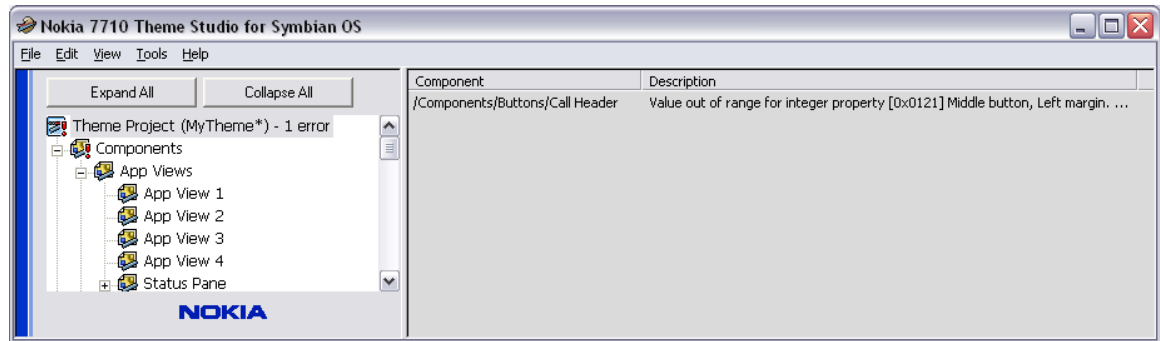 Nokia 7710 Theme Studio for Symbian OS
File Edit View Tools Help
Expand All Collapse All
Theme Project (MyTheme*) - 1 error
Components
App Views
App View 1
App View 2
App View 3
App View 4
Status Pane
NOKIA
Component Description
/Components/Buttons/Call Header Value out of range for integer property [0x0121] Middle button, Left margin. ...